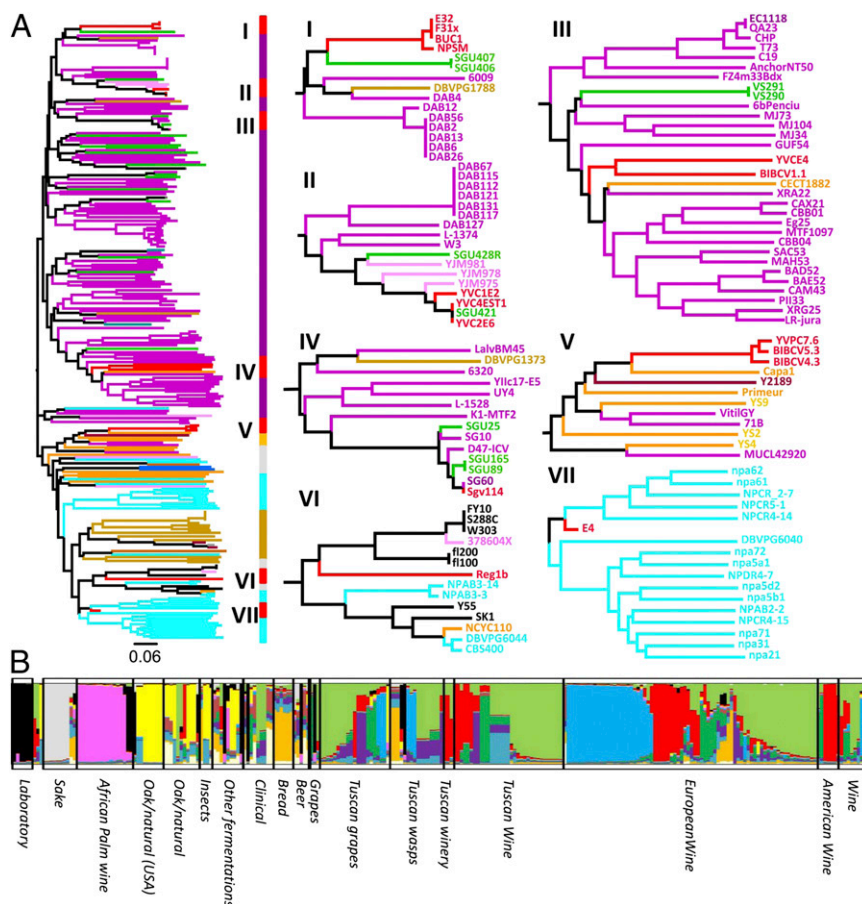 A
I
II
III
IV
V
VI
VII
0.06
I
E32
F31x
BUC1
NPSM
SGU407
SGU406
6009
DBVPG1788
DAB4
DAB12
DAB56
DAB2
DAB13
DAB6
DAB26
II
DAB67
DAB115
DAB112
DAB121
DAB131
DAB117
DAB127
L-1374
W3
SGU428R
YJM981
YJM978
YJM975
YVC1E2
YVC4EST1
SGU421
YVC2E6
III
EC1118
QA23
CHP
T73
C19
AnchorNT50
FZ4m33Bdx
VS291
VS290
6bPenciu
MJ73
MJ104
MJ34
GUF54
YVCE4
BIBCV1.1
CECT1882
XRA22
CAX21
CBB01
Eg25
MTF1097
CBB04
SAC53
MAH53
BAD52
BAE52
CAM43
PII33
XRG25
LR-jura
IV
LalvBM45
DBVPG1373
6320
YIIc17-E5
UY4
L-1528
K1-MTF2
SGU25
SG10
D47-ICV
SGU165
SGU89
SG60
Sgv114
V
YVPC7.6
BIBCV5.3
BIBCV4.3
Capa1
Y2189
Primeur
YS9
VitilGY
71B
YS2
YS4
MUCL42920
VI
FY10
S288C
W303
378604X
fl200
fl100
Reg1b
NPAB3-14
NPAB3-3
Y55
SK1
NCYC110
DBVPG6044
CBS400
VII
npa62
npa61
NPCR_2-7
NPCR5-1
NPCR4-14
E4
DBVPG6040
npa72
npa5a1
NPDR4-7
npa5d2
npa5b1
NPAB2-2
NPCR4-15
npa71
npa31
npa21
B
Laboratory
Sake
African Palm wine
Oak/natural (USA)
Oak/natural
Insects
Other fermentations
Clinical
Bread
Beer
Grapes
Tuscan grapes
Tuscan wasps
Tuscan winery
Tuscan Wine
EuropeanWine
American Wine
Wine